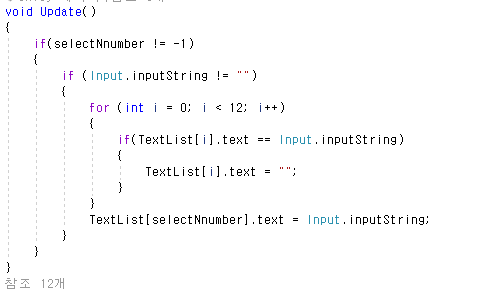 void Update()
{
if(selectNnumber != -1)
{
if (Input.inputString != "")
{
for (int i = 0; i < 12; i++)
{
if(TextList[i].text == Input.inputString)
{
TextList[i].text = "";
}
}
TextList[selectNnumber].text = Input.inputString;
}
}
}
참조 12개